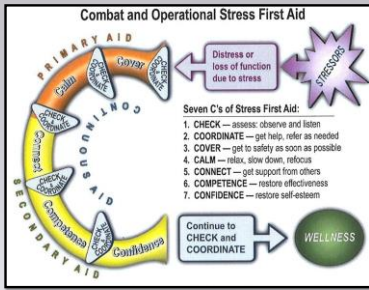 Combat and Operational Stress First Aid
PRIMARY AID
Calm
CHECK & COORDINATE
Cover
CHECK & COORDINATE
Distress or
loss of function
due to stress
STRESSORS
CONTINUOUS AID
CHECK & COORDINATE
Connect
CHECK & COORDINATE
Competence
CHECK & COORDINATE
Confidence
SECONDARY AID
Seven C's of Stress First Aid:
1. CHECK — assess: observe and listen
2. COORDINATE — get help, refer as needed
3. COVER — get to safety as soon as possible
4. CALM — relax, slow down, refocus
5. CONNECT — get support from others
6. COMPETENCE — restore effectiveness
7. CONFIDENCE — restore self-esteem
Continue to
CHECK and
COORDINATE
WELLNESS